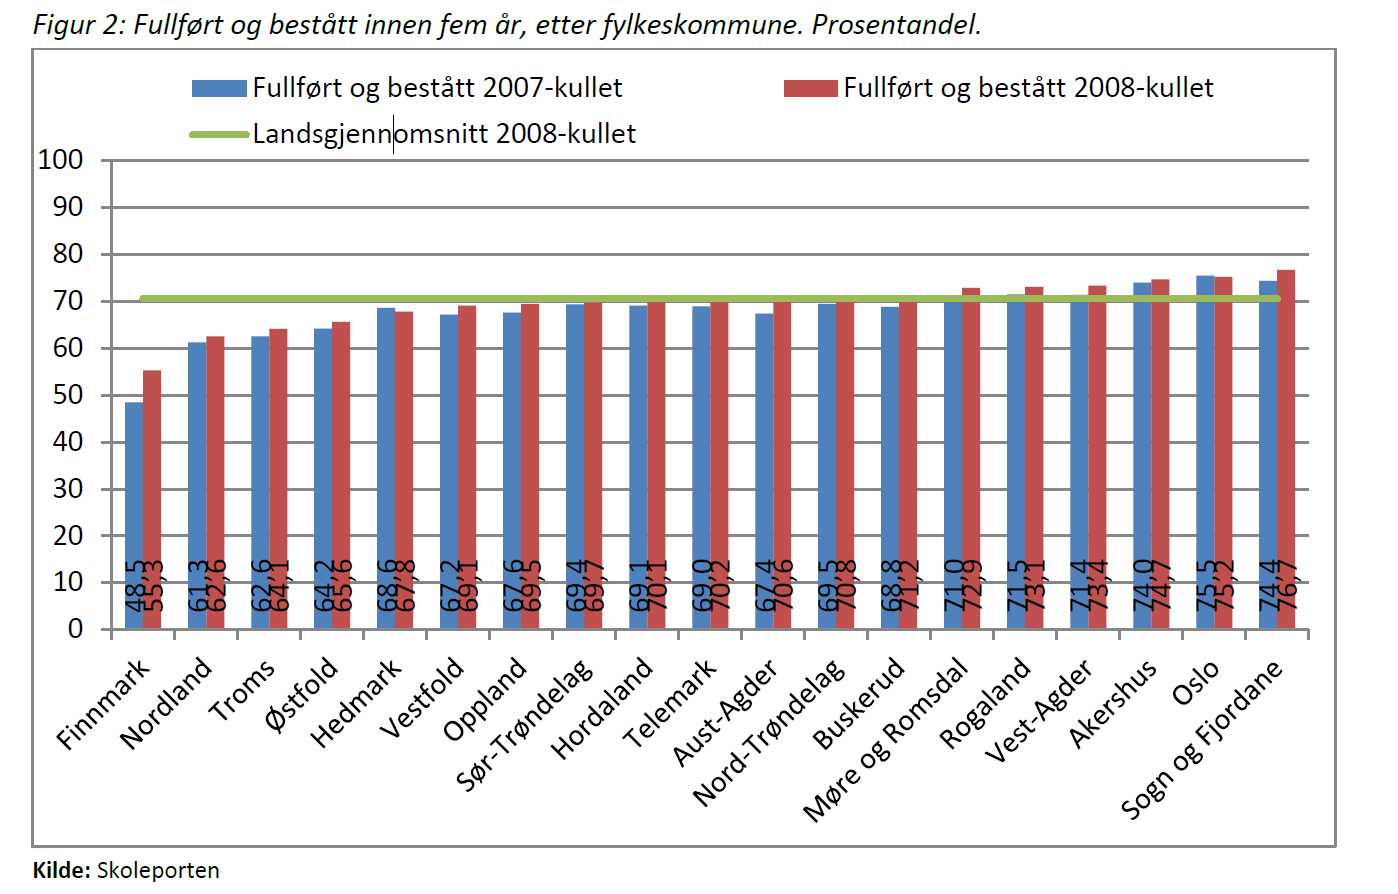 Figur 2: Fullført og bestått innen fem år, etter fylkeskommune. Prosentandel.
Fullført og bestått 2007-kullet
Fullført og bestått 2008-kullet
Landsgjennomsnitt 2008-kullet
100
90
80
70
60
50
40
30
20
10
0
48,5
55,3
61,3
62,6
62,6
64,1
64,2
65,6
68,6
67,8
67,2
69,1
67,6
69,5
69,4
69,7
69,1
70,1
69,0
70,2
67,4
70,6
69,5
70,8
68,8
71,2
71,0
72,9
71,5
73,1
71,4
73,4
74,0
74,7
75,5
75,2
74,4
76,7
Finnmark
Nordland
Troms
Østfold
Hedmark
Vestfold
Oppland
Sør-Trøndelag
Hordaland
Telemark
Aust-Agder
Nord-Trøndelag
Buskerud
Møre og Romsdal
Rogaland
Vest-Agder
Akershus
Oslo
Sogn og Fjordane
Kilde: Skoleporten